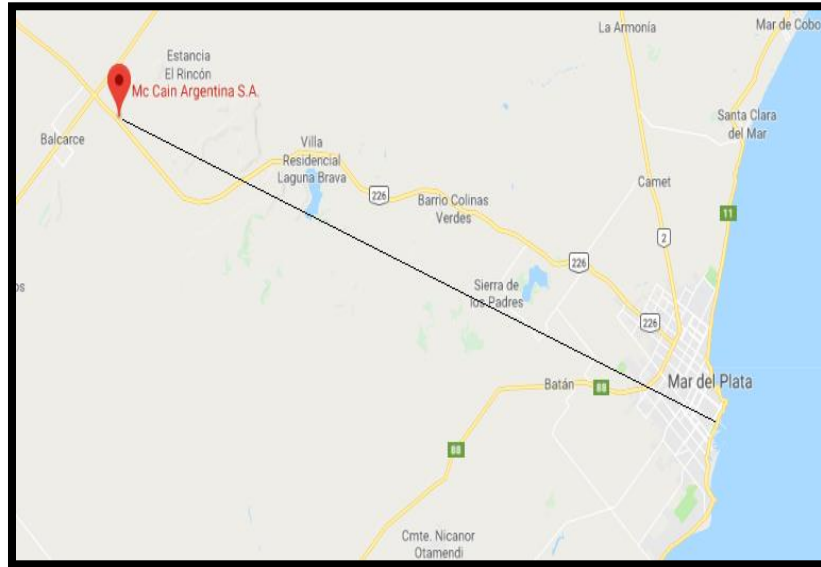 La Armonía
Mar de Cobo
Estancia
El Rincón
Mc Cain Argentina S.A.
Santa Clara
del Mar
Balcarce
Villa
Residencial
Laguna Brava
Camet
226
Barrio Colinas
Verdes
11
2
226
os
Sierra de
los Padres
226
Mar del Plata
Batán
88
88
Cmte. Nicanor
Otamendi